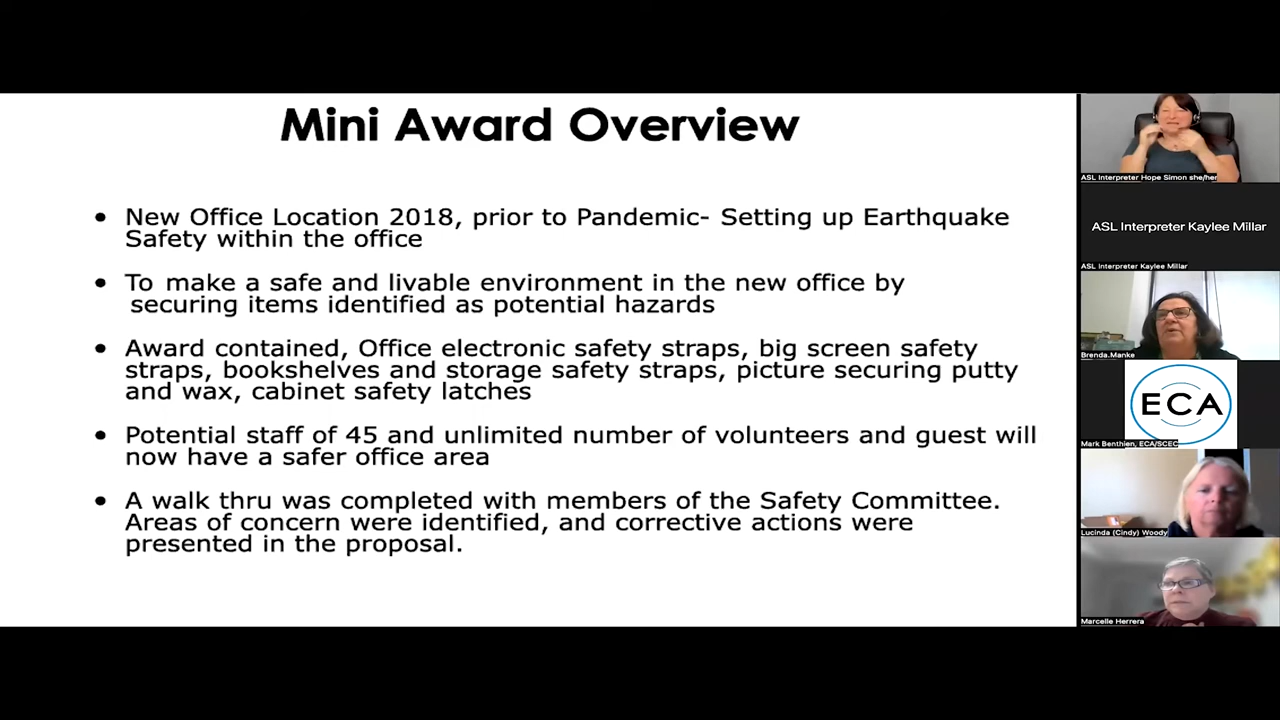 Mini Award Overview
• New Office Location 2018, prior to Pandemic- Setting up Earthquake
Safety within the office
• To make a safe and livable environment in the new office by
securing items identified as potential hazards
• Award contained, Office electronic safety straps, big screen safety
straps, bookshelves and storage safety straps, picture securing putty
and wax, cabinet safety latches
• Potential staff of 45 and unlimited number of volunteers and guest will
now have a safer office area
• A walk thru was completed with members of the Safety Committee.
Areas of concern were identified, and corrective actions were
presented in the proposal.
ASL Interpreter Hope Simon she/her
ASL Interpreter Kaylee Millar
ASL Interpreter Kaylee Millar
Brenda.Manke
ECA
Mark Benthien, ECA/SCEC
Lucinda (Cindy) Woody
Marcelle Herrera